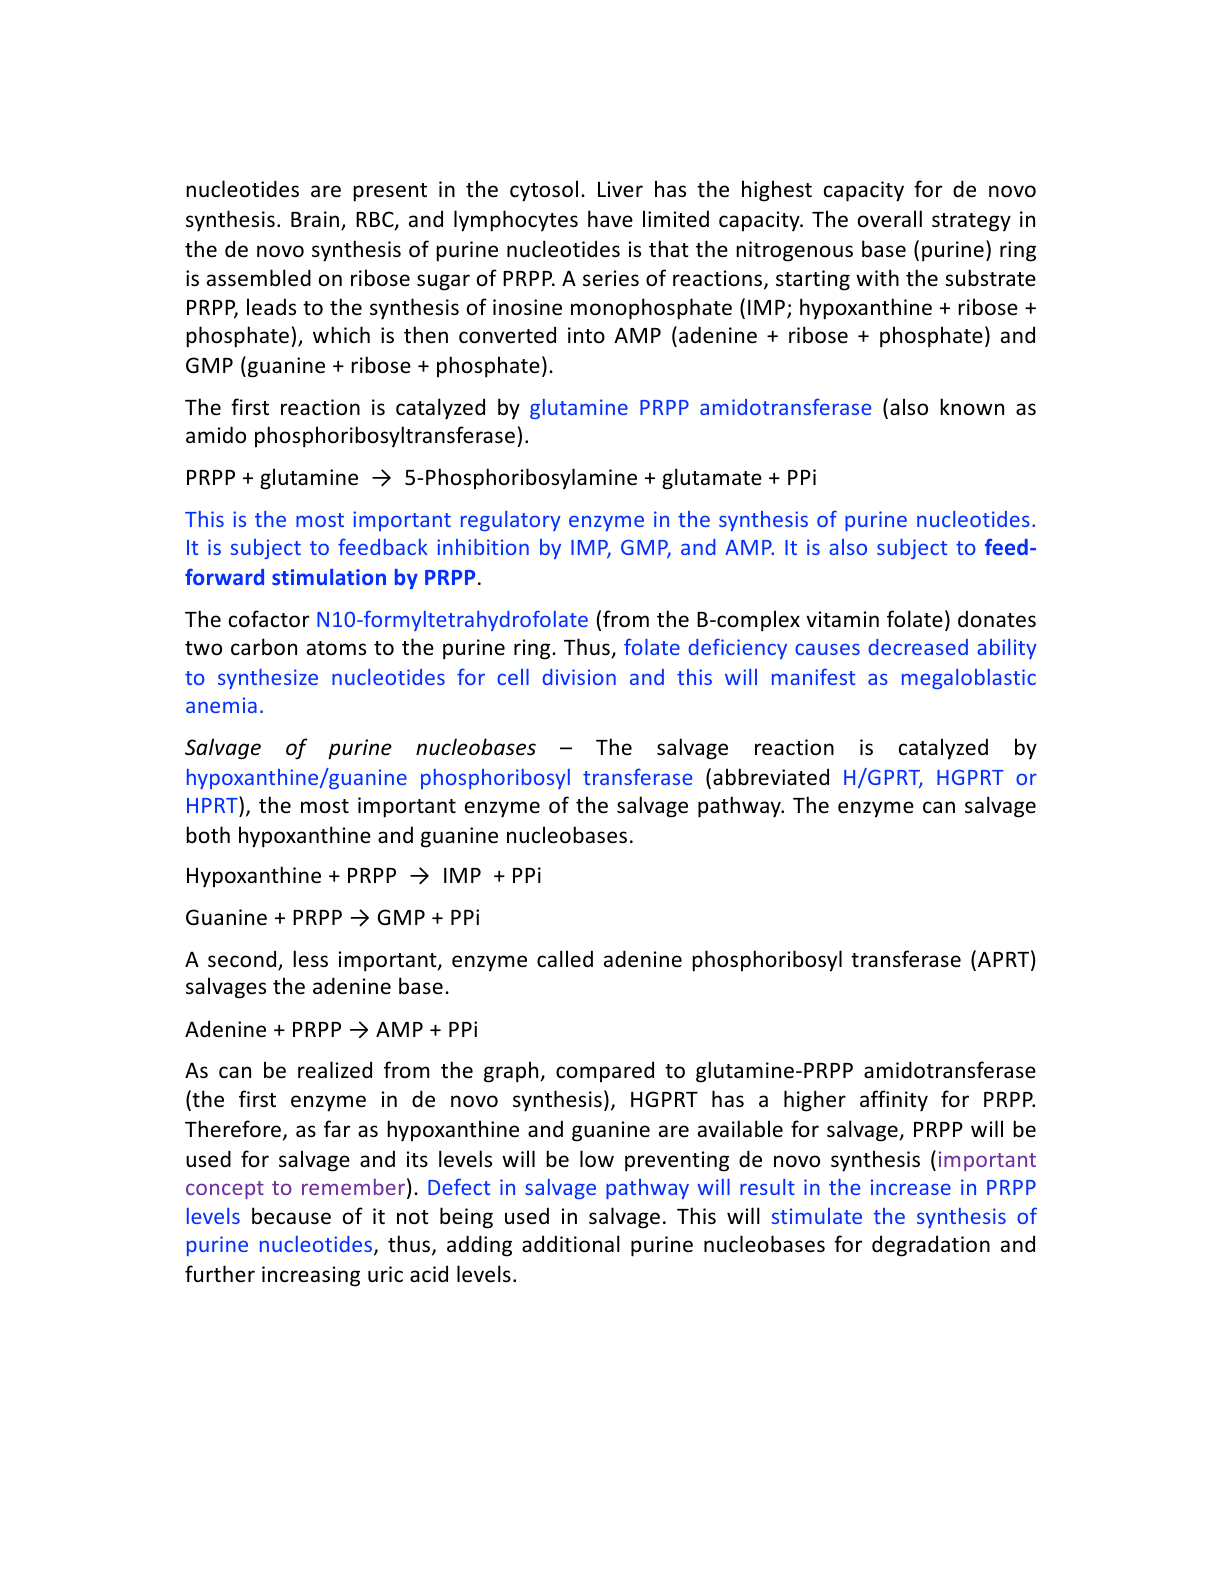 nucleotides are present in the cytosol. Liver has the highest capacity for de novo
synthesis. Brain, RBC, and lymphocytes have limited capacity. The overall strategy in
the de novo synthesis of purine nucleotides is that the nitrogenous base (purine) ring
is assembled on ribose sugar of PRPP. A series of reactions, starting with the substrate
PRPP, leads to the synthesis of inosine monophosphate (IMP; hypoxanthine + ribose +
phosphate), which is then converted into AMP (adenine + ribose + phosphate) and
GMP (guanine + ribose + phosphate).
The first reaction is catalyzed by glutamine PRPP amidotransferase (also known as
amido phosphoribosyltransferase).
PRPP + glutamine → 5-Phosphoribosylamine + glutamate + PPi
This is the most important regulatory enzyme in the synthesis of purine nucleotides.
It is subject to feedback inhibition by IMP, GMP, and AMP. It is also subject to feed-
forward stimulation by PRPP.
The cofactor N10-formyltetrahydrofolate (from the B-complex vitamin folate) donates
two carbon atoms to the purine ring. Thus, folate deficiency causes decreased ability
to synthesize nucleotides for cell division and this will manifest as megaloblastic
anemia.
Salvage of purine nucleobases – The salvage reaction is catalyzed by
hypoxanthine/guanine phosphoribosyl transferase (abbreviated H/GPRT, HGPRT or
HPRT), the most important enzyme of the salvage pathway. The enzyme can salvage
both hypoxanthine and guanine nucleobases.
Hypoxanthine + PRPP → IMP + PPi
Guanine + PRPP → GMP + PPi
A second, less important, enzyme called adenine phosphoribosyl transferase (APRT)
salvages the adenine base.
Adenine + PRPP → AMP + PPi
As can be realized from the graph, compared to glutamine-PRPP amidotransferase
(the first enzyme in de novo synthesis), HGPRT has a higher affinity for PRPP.
Therefore, as far as hypoxanthine and guanine are available for salvage, PRPP will be
used for salvage and its levels will be low preventing de novo synthesis (important
concept to remember). Defect in salvage pathway will result in the increase in PRPP
levels because of it not being used in salvage. This will stimulate the synthesis of
purine nucleotides, thus, adding additional purine nucleobases for degradation and
further increasing uric acid levels.